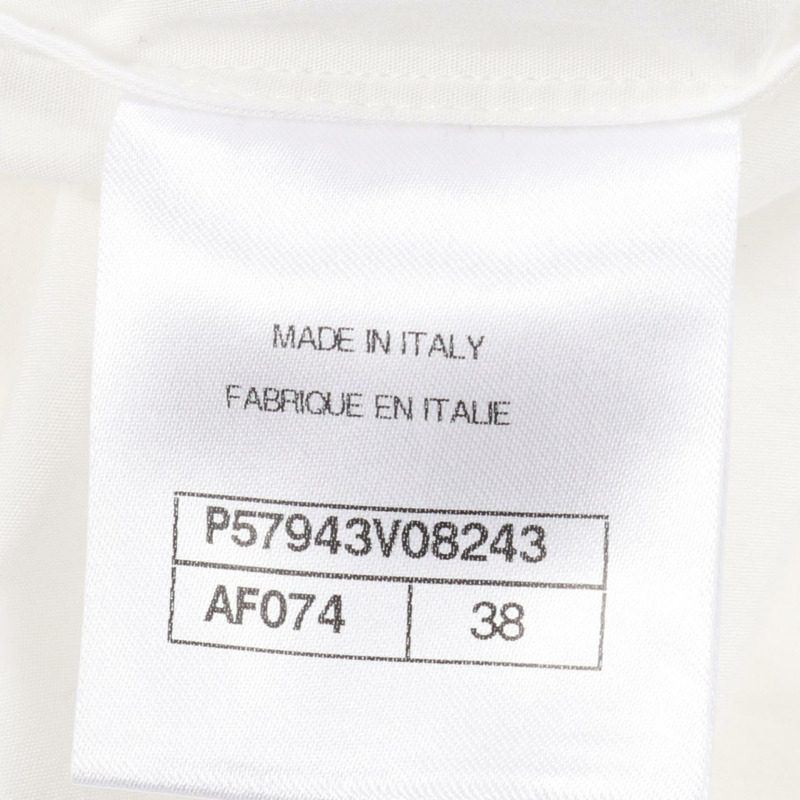 MADE IN ITALY
FABRIQUE EN ITALIE
P57943V08243
AF074 38